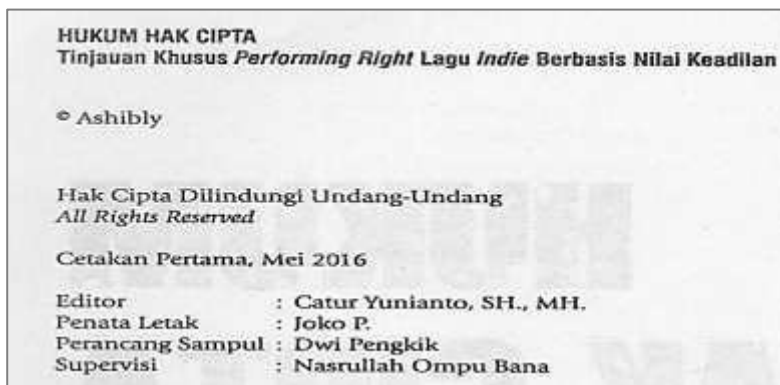 HUKUM HAK CIPTA
Tinjauan Khusus Performing Right Lagu Indie Berbasis Nilai Keadilan
© Ashibly
Hak Cipta Dilindungi Undang-Undang
All Rights Reserved
Cetakan Pertama, Mei 2016
Editor : Catur Yunianto, SH., MH.
Penata Letak : Joko P.
Perancang Sampul : Dwi Pengkik
Supervisi : Nasrullah Ompu Bana